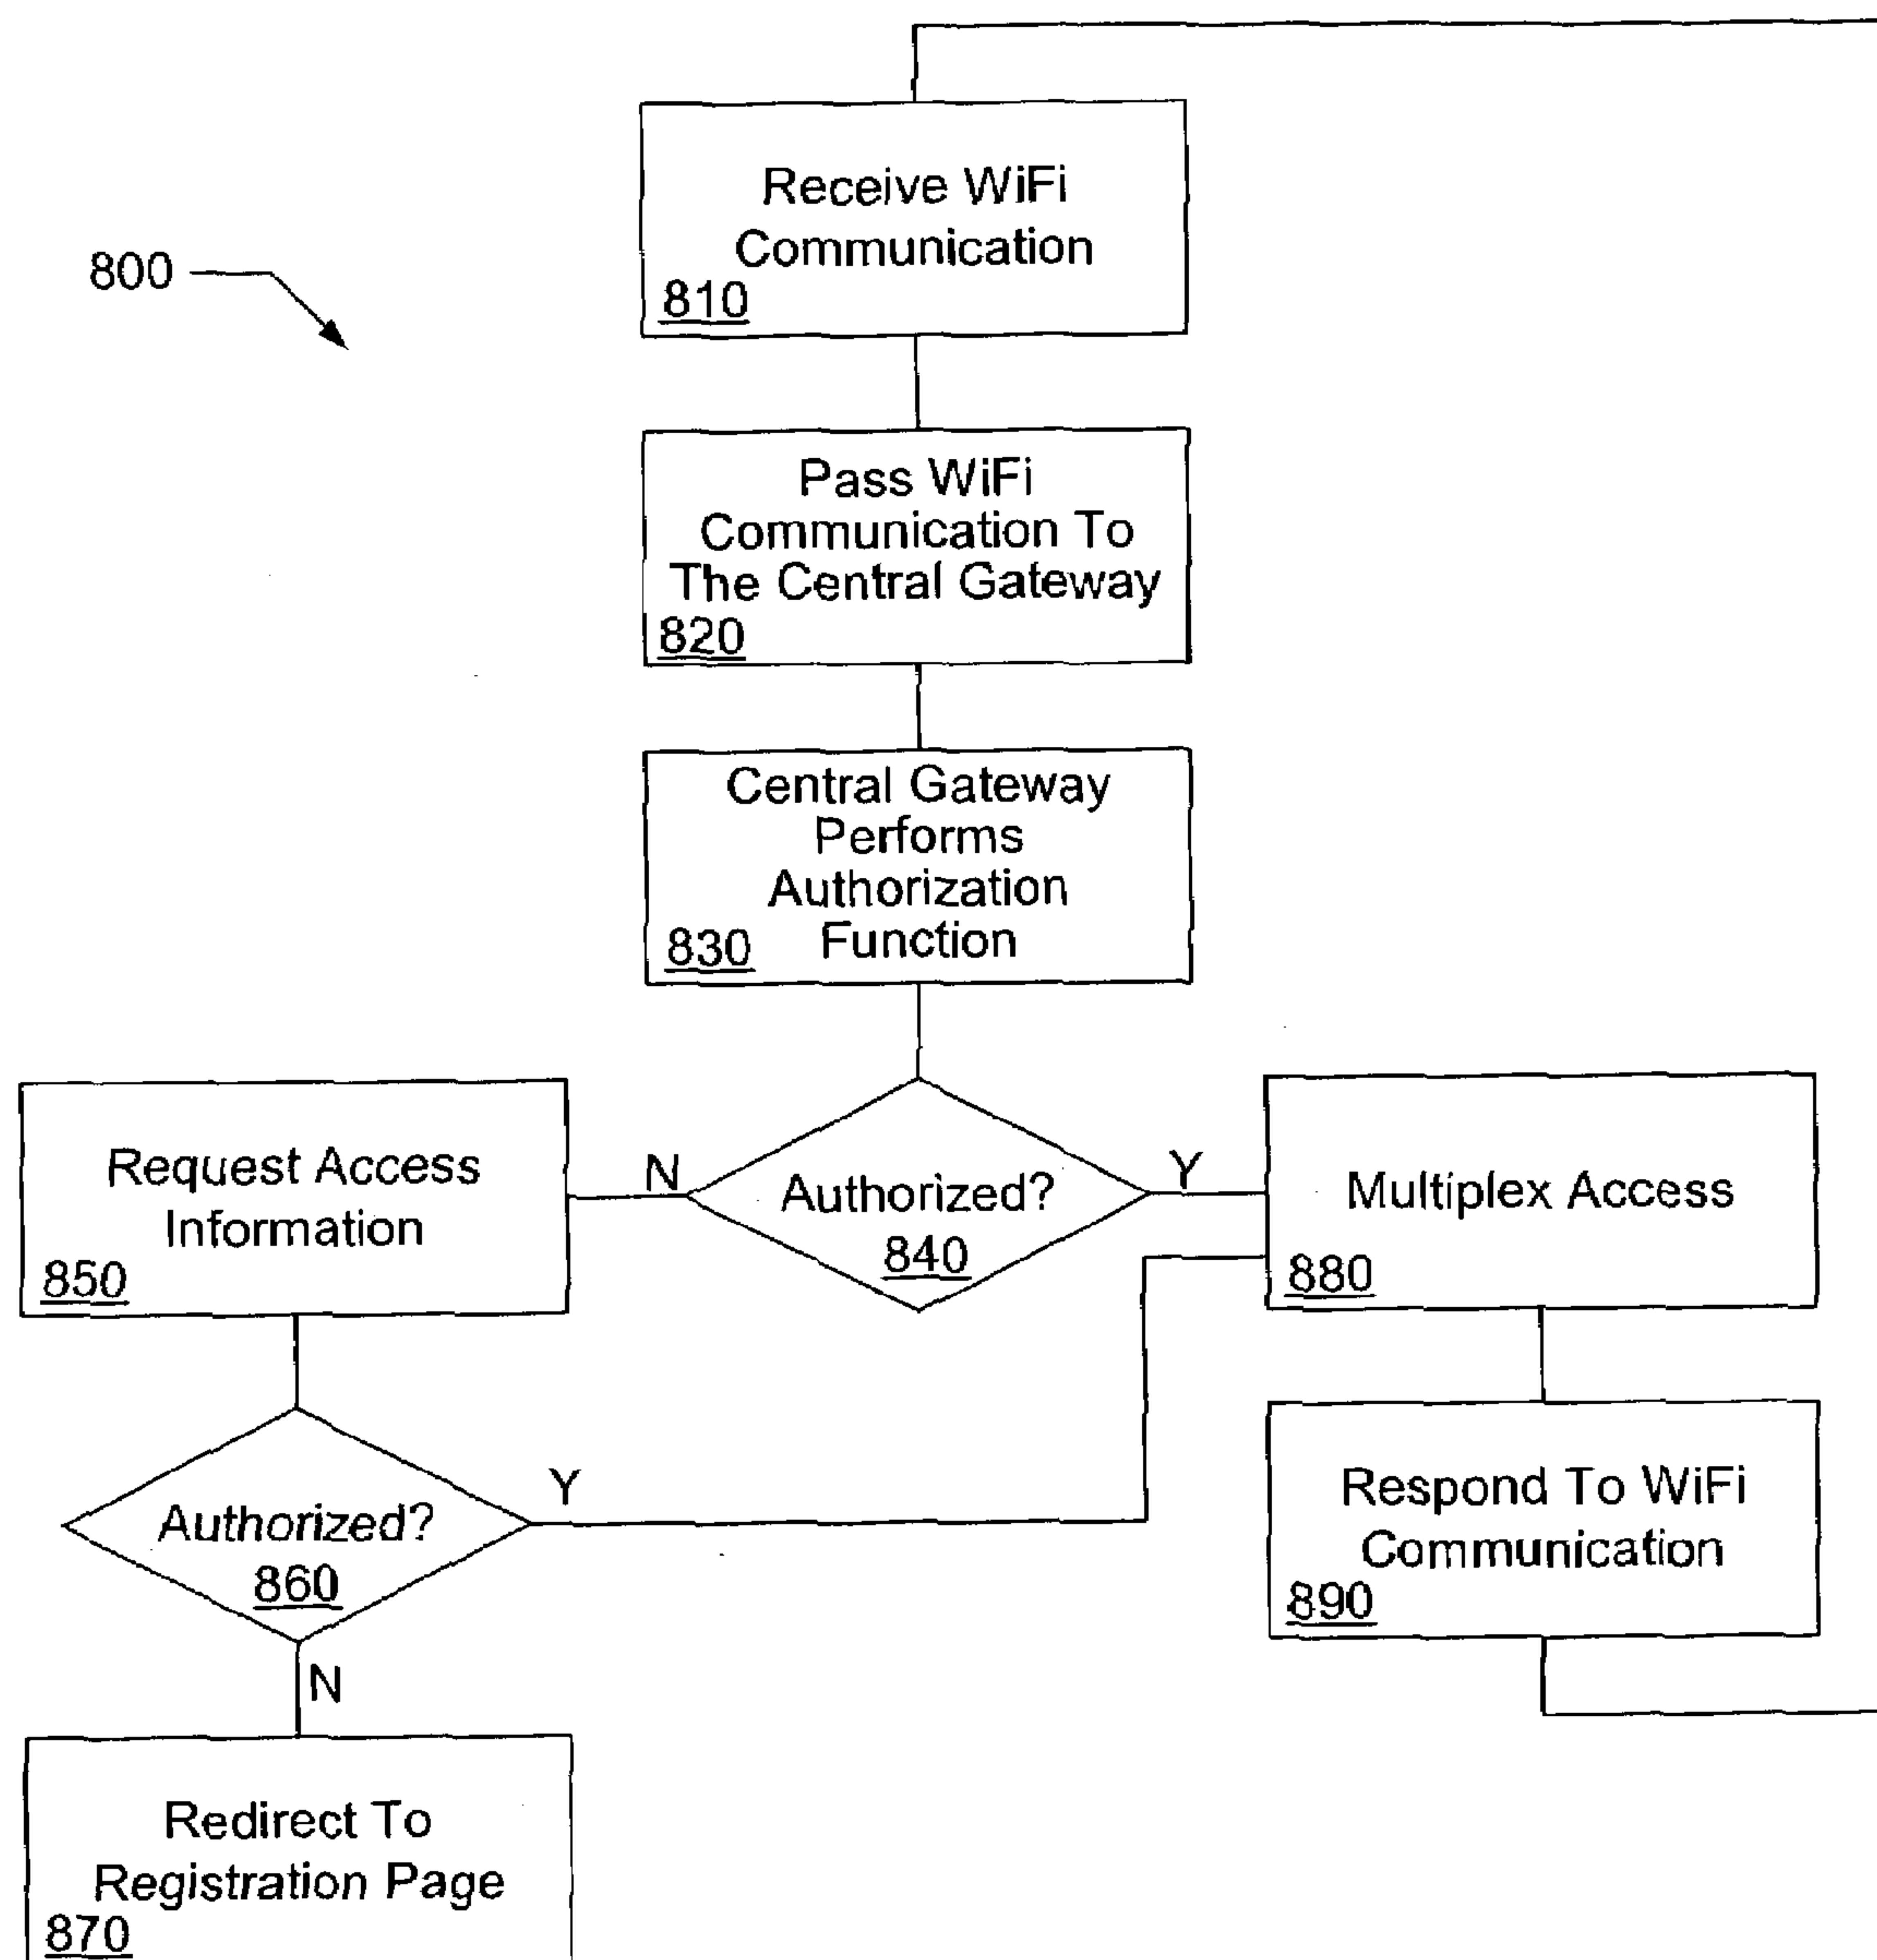 800
Receive WiFi
Communication
810
Pass WiFi
Communication To
The Central Gateway
820
Central Gateway
Performs
Authorization
Function
830
Request Access
Information
850
N
Authorized?
840
Y
Multiplex Access
880
Authorized?
860
Y
N
Respond To WiFi
Communication
890
Redirect To
Registration Page
870